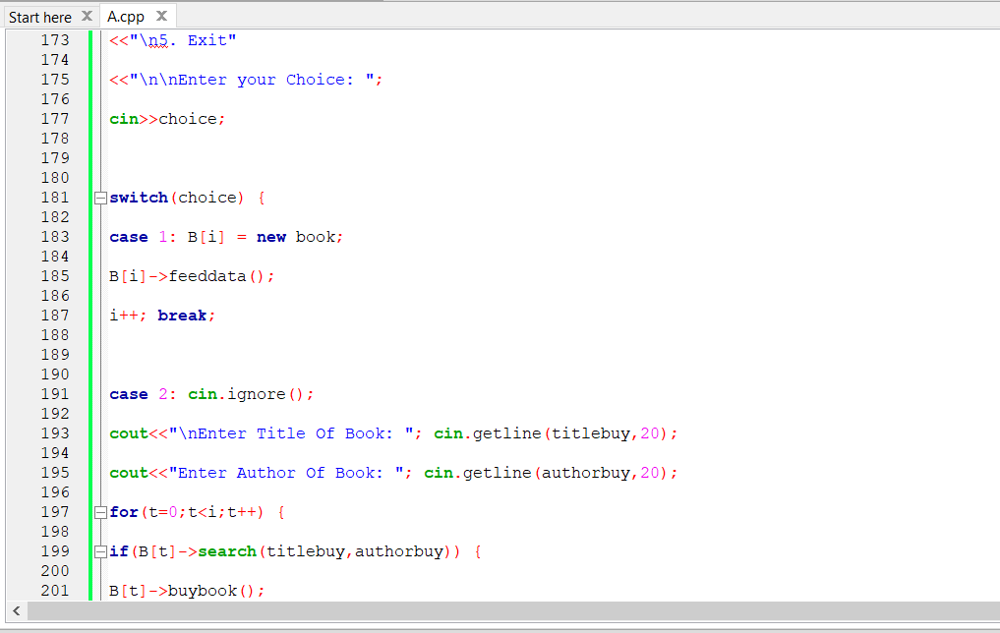 Start here A.cpp
173 <<"\n5. Exit"
174
175 <<"\n\nEnter your Choice: ";
176
177 cin>>choice;
178
179
180
181 switch(choice) {
182
183 case 1: B[i] = new book;
184
185 B[i]->feeddata();
186
187 i++; break;
188
189
190
191 case 2: cin.ignore();
192
193 cout<<"\nEnter Title Of Book: "; cin.getline(titlebuy,20);
194
195 cout<<"Enter Author Of Book: "; cin.getline(authorbuy,20);
196
197 for(t=0;t<i;t++) {
198
199 if(B[t]->search(titlebuy,authorbuy)) {
200
201 B[t]->buybook();